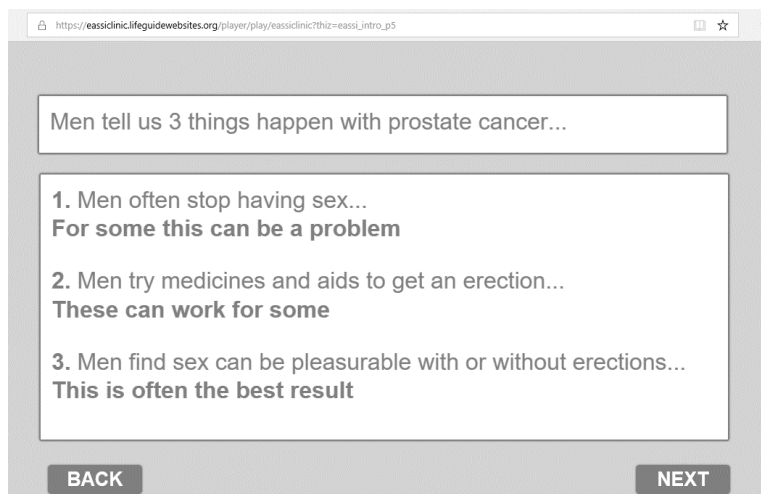 https://eassiclinic.lifeguidewebsites.org/player/play/eassiclinic?thiz=eassi_intro_p5
Men tell us 3 things happen with prostate cancer...
1. Men often stop having sex...
For some this can be a problem
2. Men try medicines and aids to get an erection...
These can work for some
3. Men find sex can be pleasurable with or without erections...
This is often the best result
BACK
NEXT